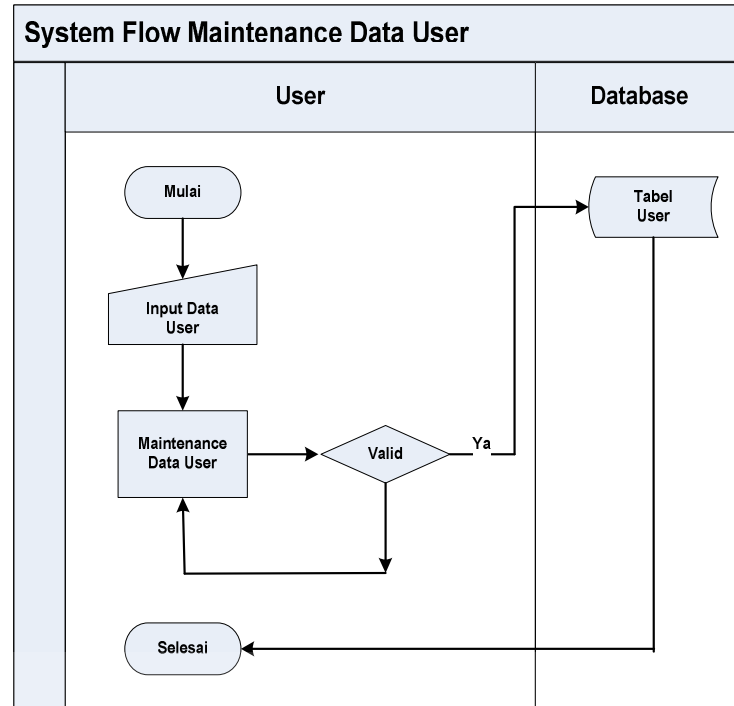 System Flow Maintenance Data User
User
Database
Mulai
Tabel
User
Input Data
User
Maintenance
Data User
Valid
Ya
Selesai